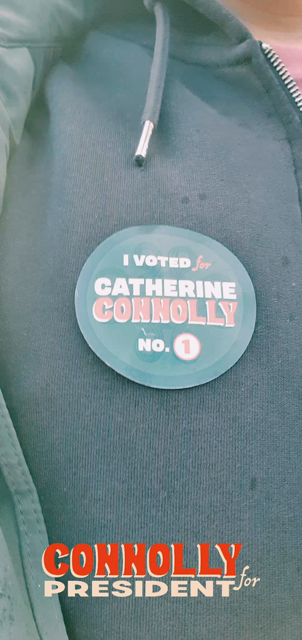 I VOTED for
CATHERINE
CONNOLLY
NO. 1
CONNOLLY for
PRESIDENT